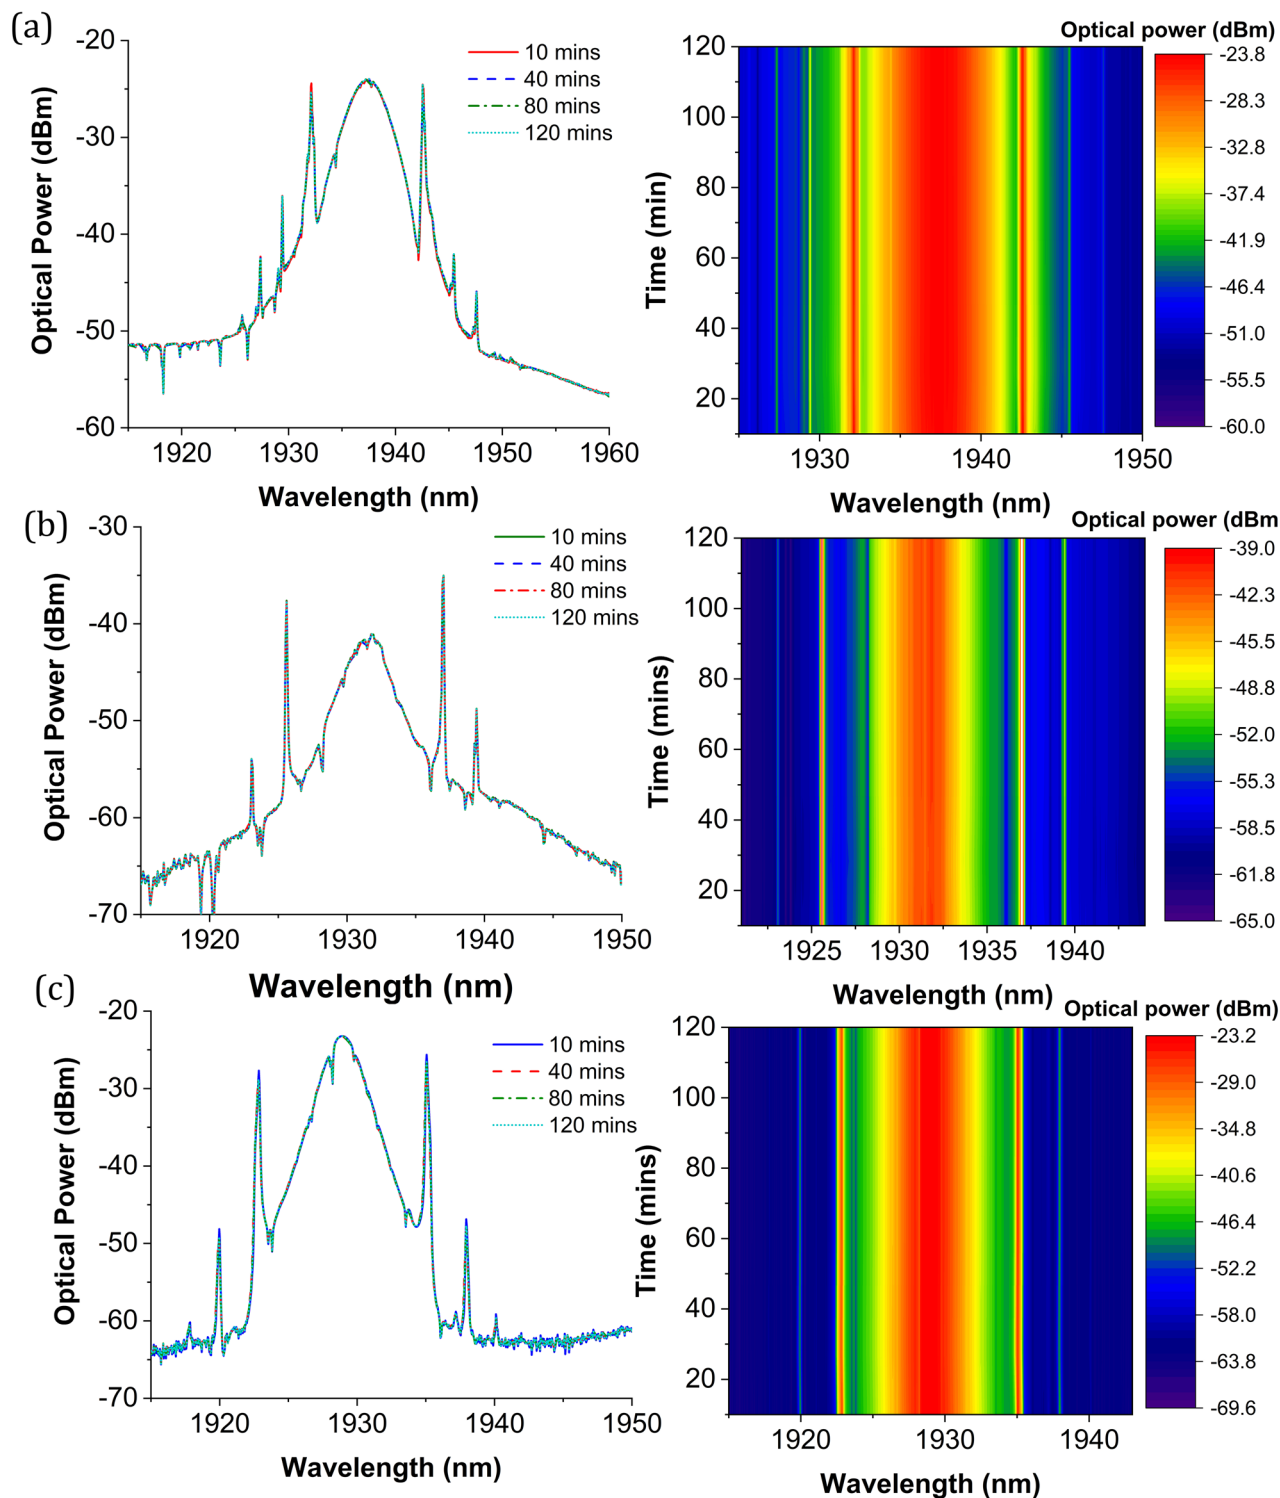 (a)
-20
-30
-40
-50
-60
Optical Power (dBm)
10 mins
40 mins
80 mins
120 mins
1920 1930 1940 1950 1960
Wavelength (nm)
Optical power (dBm)
120
100
80
60
40
20
Time (min)
1930 1940 1950
Wavelength (nm)
-23.8
-28.3
-32.8
-37.4
-41.9
-46.4
-51.0
-55.5
-60.0
(b)
-30
-40
-50
-60
-70
Optical Power (dBm)
10 mins
40 mins
80 mins
120 mins
1920 1930 1940 1950
Wavelength (nm)
Optical power (dBm
120
100
80
60
40
20
Time (mins)
1925 1930 1935 1940
Wavelength (nm)
-39.0
-42.3
-45.5
-48.8
-52.0
-55.3
-58.5
-61.8
-65.0
(c)
-20
-30
-40
-50
-60
-70
Optical Power (dBm)
10 mins
40 mins
80 mins
120 mins
1920 1930 1940 1950
Wavelength (nm)
Optical power (dBm)
120
100
80
60
40
20
Time (mins)
1920 1930 1940
Wavelength (nm)
-23.2
-29.0
-34.8
-40.6
-46.4
-52.2
-58.0
-63.8
-69.6